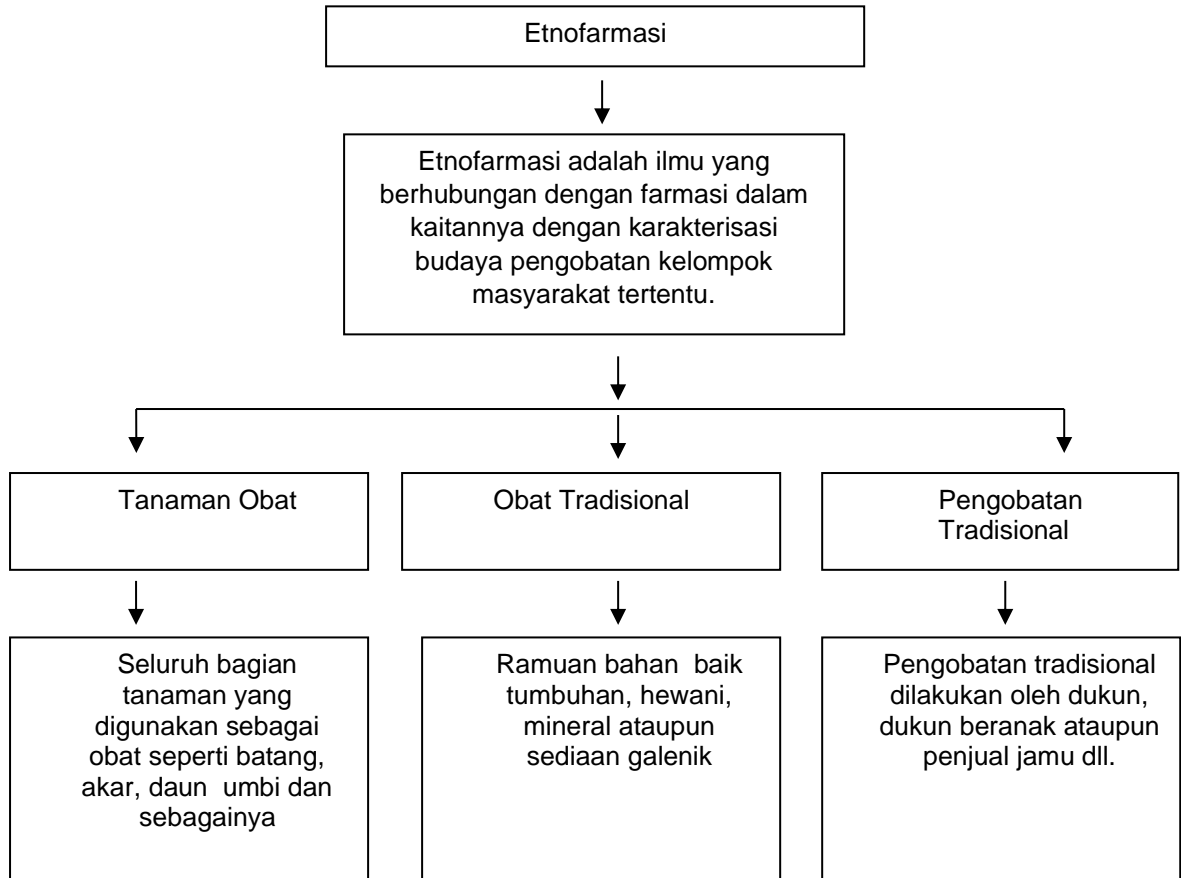 Etnofarmasi
Etnofarmasi adalah ilmu yang
berhubungan dengan farmasi dalam
kaitannya dengan karakterisasi
budaya pengobatan kelompok
masyarakat tertentu.
Tanaman Obat
Obat Tradisional
Pengobatan
Tradisional
Seluruh bagian
tanaman yang
digunakan sebagai
obat seperti batang,
akar, daun umbi dan
sebagainya
Ramuan bahan baik
tumbuhan, hewani,
mineral ataupun
sediaan galenik
Pengobatan tradisional
dilakukan oleh dukun,
dukun beranak ataupun
penjual jamu dll.